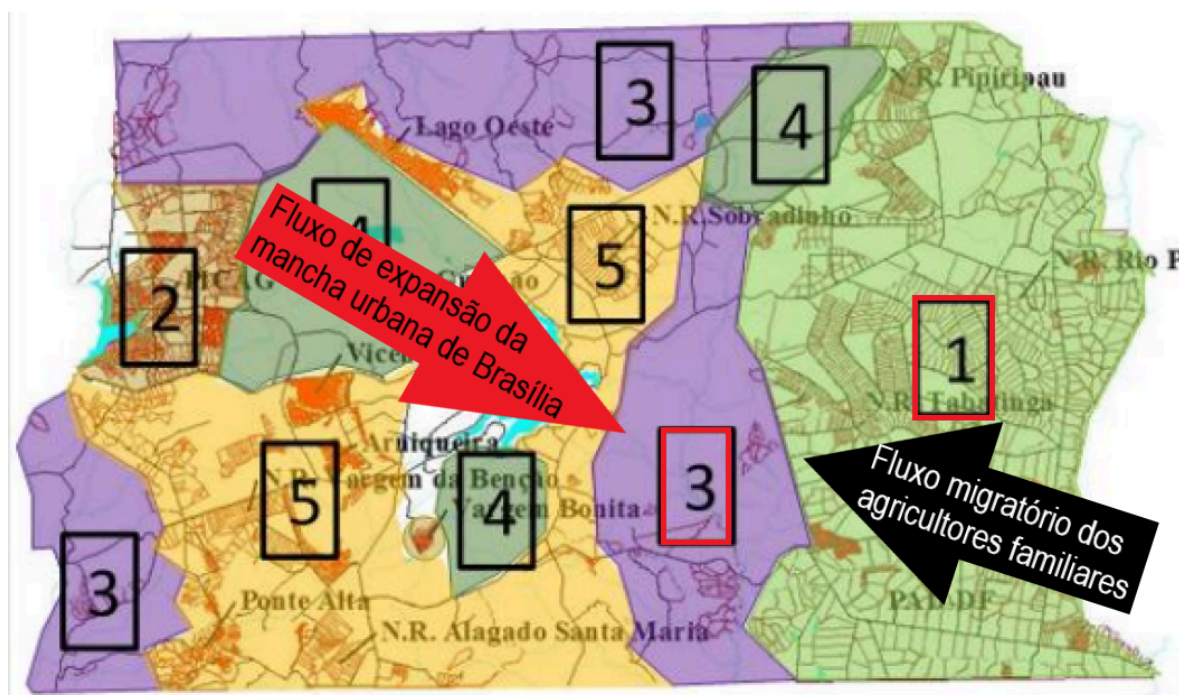 N.R. Pipiripau
3
4
Lago Oeste
N.R.Sobradinho
5
Fluxo de expansão da
mancha urbana de Brasília
2
N.R. Rio P
1
N.R. Tabatinga
3
Fluxo migratório dos
agricultores familiares
5
N.R. Vargem da Benção
4
Vargem Bonita
3
Ponte Alta
N.R. Alagado Santa Maria
PAD-DF